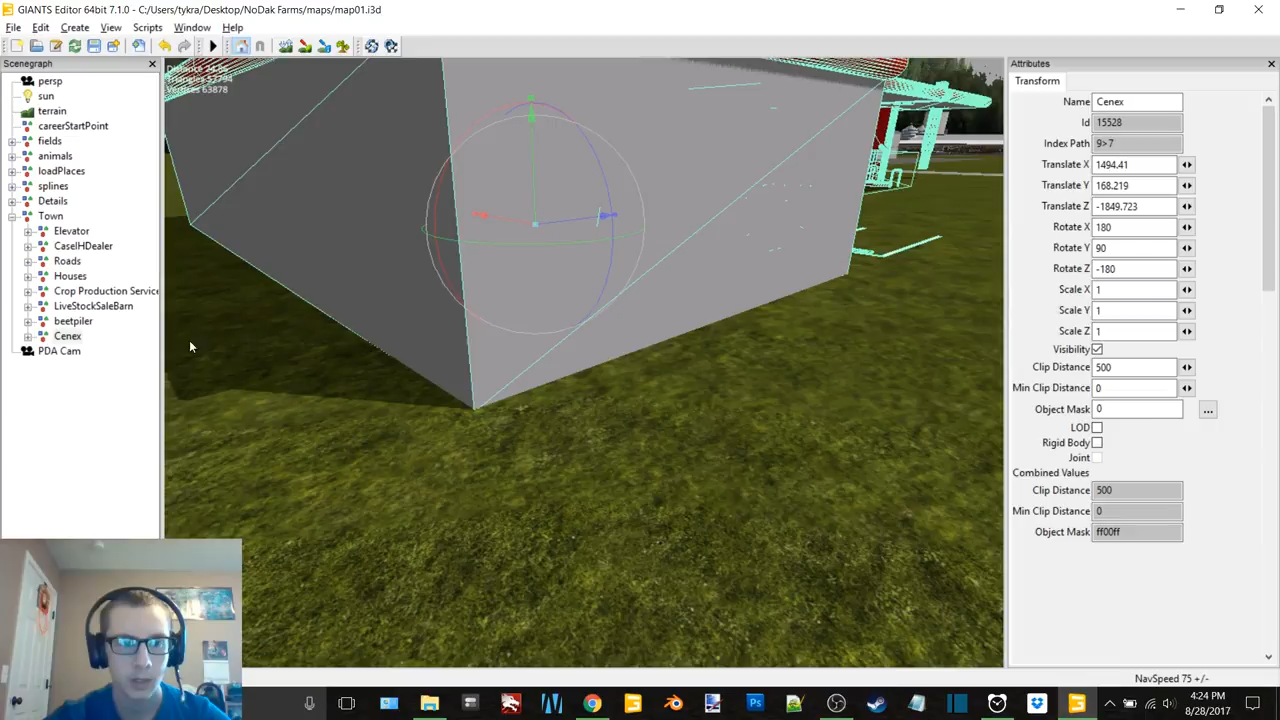 GIANTS Editor 64bit 7.1.0 - C:/Users/tykra/Desktop/NoDak Farms/maps/map01.i3d
File Edit Create View Scripts Window Help
Scenegraph
persp
sun
terrain
careerStartPoint
fields
animals
loadPlaces
splines
Details
Town
Elevator
CaseIHDealer
Roads
Houses
Crop Production Service
LiveStockSaleBarn
beetpiler
Cenex
PDA Cam
Vertices 63878
Attributes
Transform
Name Cenex
Id 15528
Index Path 9>7
Translate X 1494.41
Translate Y 168.219
Translate Z -1849.723
Rotate X 180
Rotate Y 90
Rotate Z -180
Scale X 1
Scale Y 1
Scale Z 1
Visibility
Clip Distance 500
Min Clip Distance 0
Object Mask 0 ...
LOD
Rigid Body
Joint
Combined Values
Clip Distance 500
Min Clip Distance 0
Object Mask ff00ff
NavSpeed 75 +/-
4:24 PM
8/28/2017